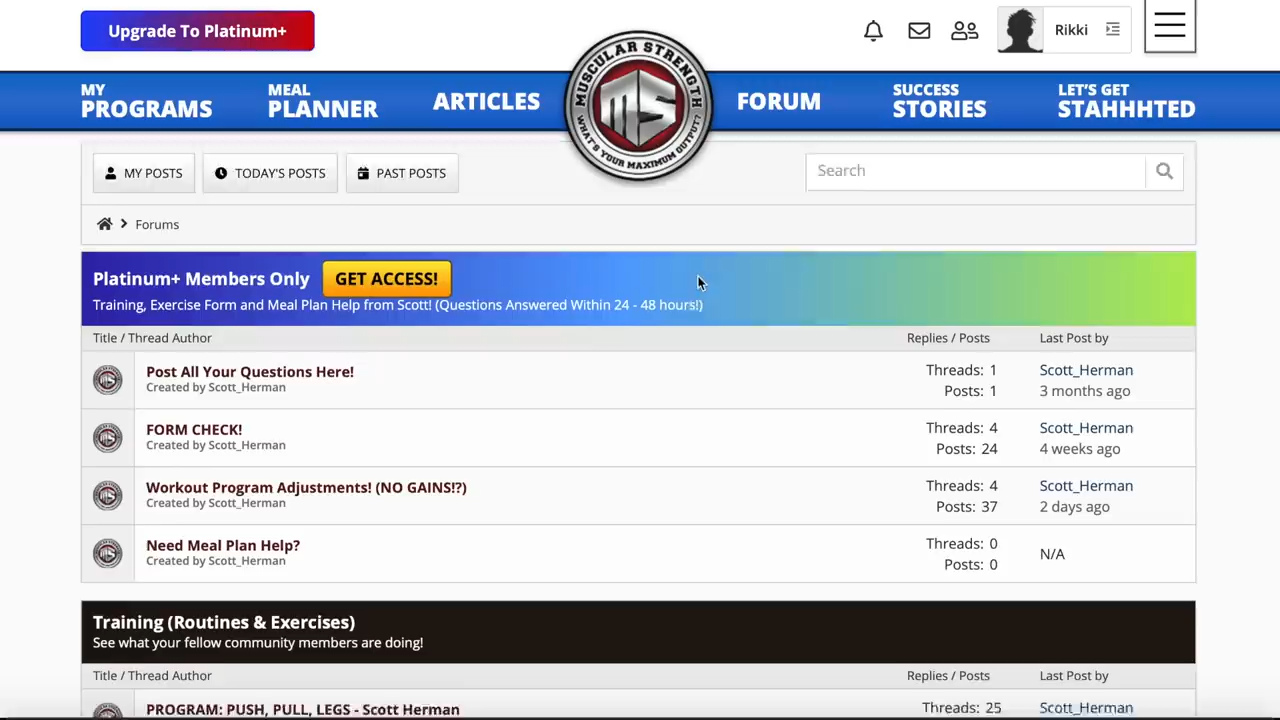 Upgrade To Platinum+
Rikki
MY
PROGRAMS
MEAL
PLANNER
ARTICLES
MUSCULAR STRENGTH
MS
WHAT'S YOUR MAXIMUM OUTPUT?
FORUM
SUCCESS
STORIES
LET'S GET
STAHHHTED
MY POSTS
TODAY'S POSTS
PAST POSTS
Search
Forums
Platinum+ Members Only GET ACCESS!
Training, Exercise Form and Meal Plan Help from Scott! (Questions Answered Within 24 - 48 hours!)
Title / Thread Author Replies / Posts Last Post by
Post All Your Questions Here! Threads: 1 Scott_Herman
Created by Scott_Herman Posts: 1 3 months ago
FORM CHECK! Threads: 4 Scott_Herman
Created by Scott_Herman Posts: 24 4 weeks ago
Workout Program Adjustments! (NO GAINS!?) Threads: 4 Scott_Herman
Created by Scott_Herman Posts: 37 2 days ago
Need Meal Plan Help? Threads: 0 N/A
Created by Scott_Herman Posts: 0
Training (Routines & Exercises)
See what your fellow community members are doing!
Title / Thread Author Replies / Posts Last Post by
PROGRAM: PUSH, PULL, LEGS - Scott Herman Threads: 25 Scott_Herman